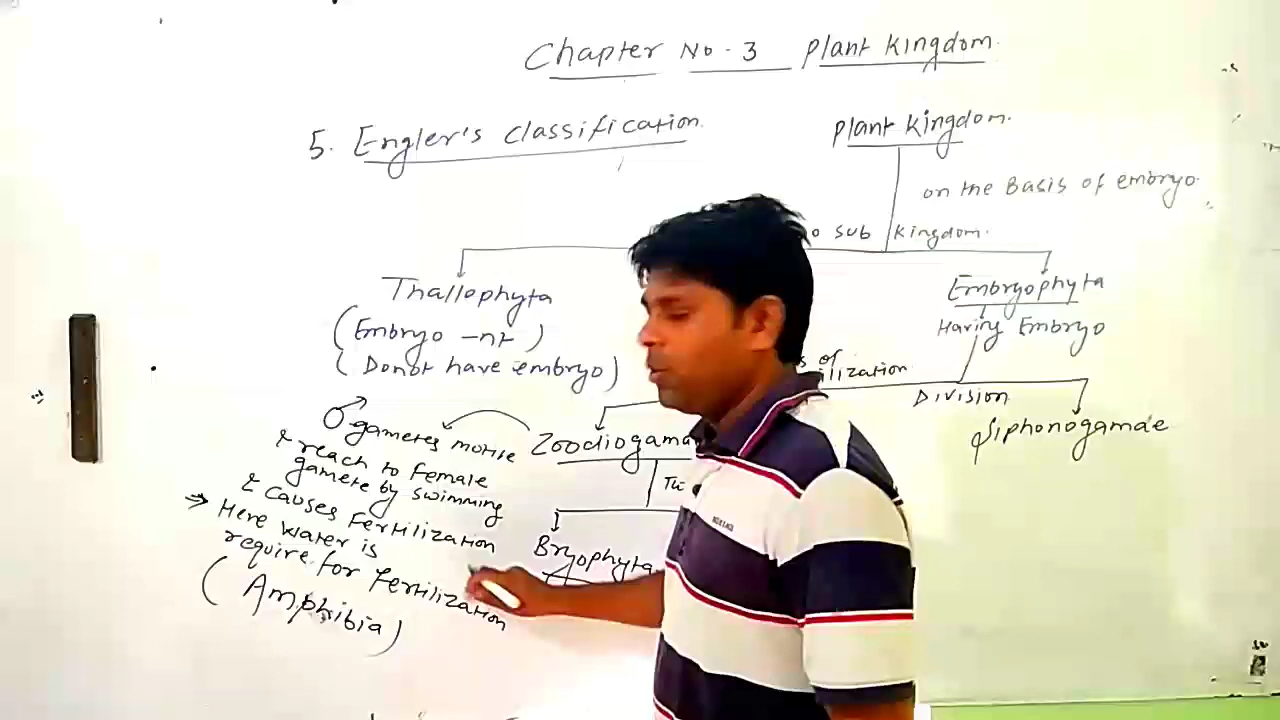 Chapter No - 3 Plant Kingdom.
5. Engler's classification.
Plant Kingdom.
on the Basis of embryo.
sub Kingdom.
Thallophyta
(Embryo -nt)
(Donot have embryo)
Embryophyta
Having Embryo
of
Division
Zoodiogama
Siphonogamae
♂ gametes motile
& reach to Female
gamete by swimming
& causes Fertilization
⇒ Here water is
require for Fertilization
(Amphibia)
Bryophyta